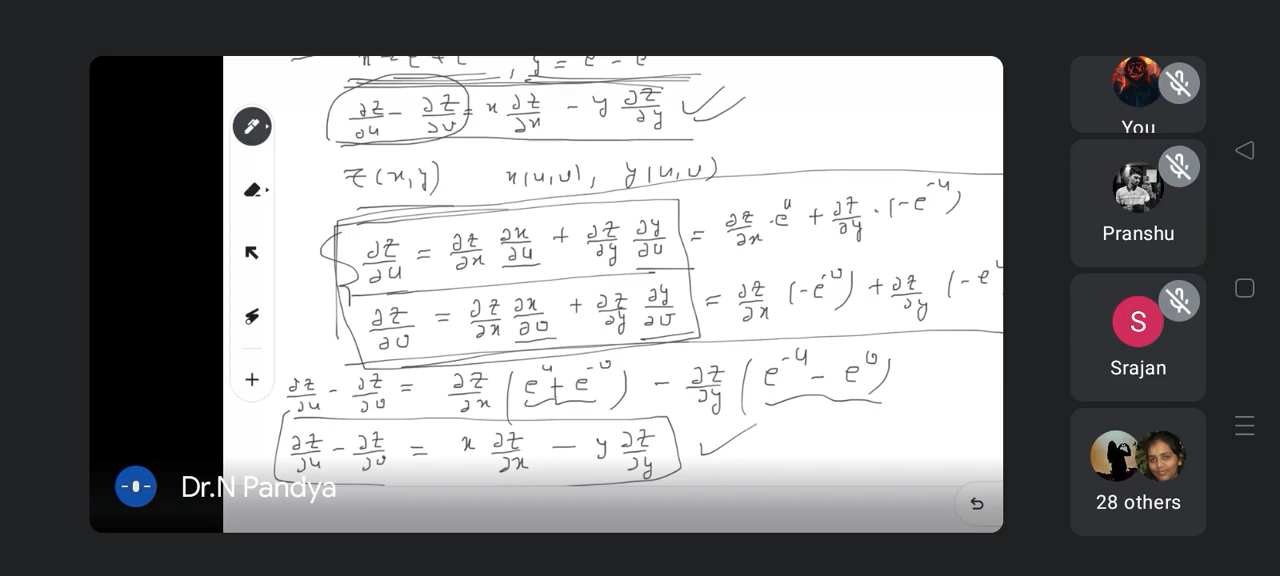 , y = e - e
∂z/∂u - ∂z/∂v = x ∂z/∂x - y ∂z/∂y
z(x,y) x(u,v), y(u,v)
∂z/∂u = ∂z/∂x ∂x/∂u + ∂z/∂y ∂y/∂u = ∂z/∂x · e^u + ∂z/∂y · (-e^-u)
∂z/∂v = ∂z/∂x ∂x/∂v + ∂z/∂y ∂y/∂v = ∂z/∂x (-e^-v) + ∂z/∂y (-e
∂z/∂u - ∂z/∂v = ∂z/∂x (e^u + e^-v) - ∂z/∂y (e^-u - e^v)
∂z/∂u - ∂z/∂v = x ∂z/∂x - y ∂z/∂y
Dr.N Pandya
You
Pranshu
S
Srajan
28 others